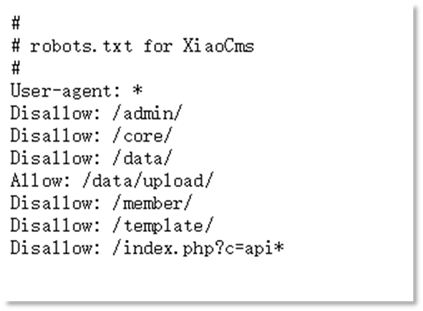 #
# robots.txt for XiaoCms
#
User-agent: *
Disallow: /admin/
Disallow: /core/
Disallow: /data/
Allow: /data/upload/
Disallow: /member/
Disallow: /template/
Disallow: /index.php?c=api*